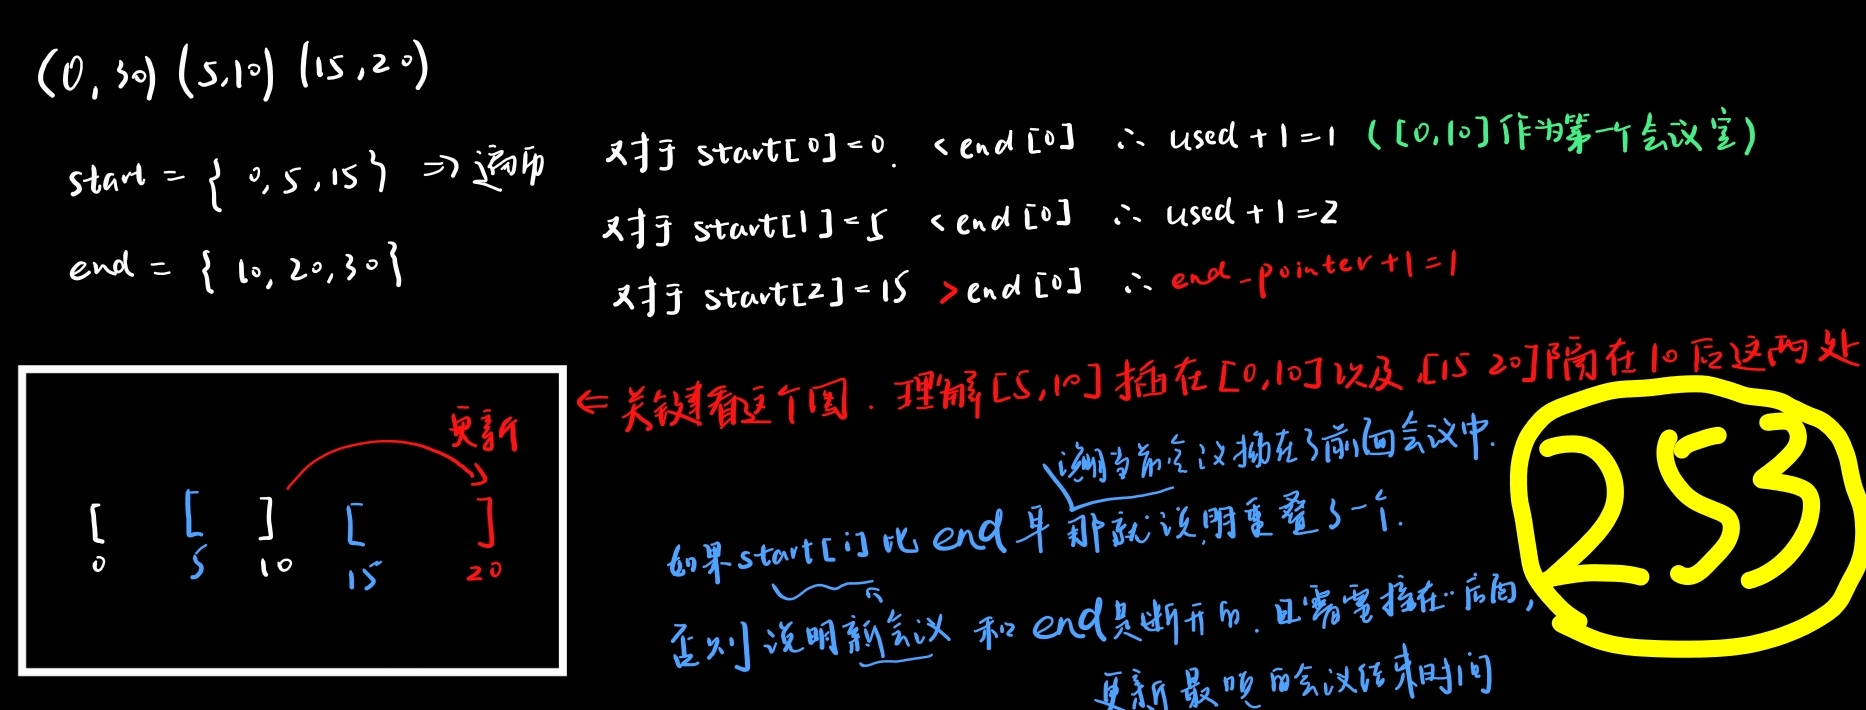 (0,30) (5,10) (15,20)
start = { 0,5,15} => 遍历
end = { 10,20,30}
对于 start[0]=0. <end[0] ∴ used+1=1 ([0,10]作为第一个会议室)
对于 start[1]=5 <end[0] ∴ used+1=2
对于 start[2]=15 >end[0] ∴ end-pointer+1=1
← 关键看这个图. 理解[5,10]插在[0,10]以及[15 20]隔在10后这两处
更新
[ [ ] [ ]
0 5 10 15 20
说明当前会议插在了前面会议中.
如果start[i]比end早那就说明重叠了一个.
否则说明新会议和end是断开的.且需要接在后面,
更新最晚的会议结束时间
253